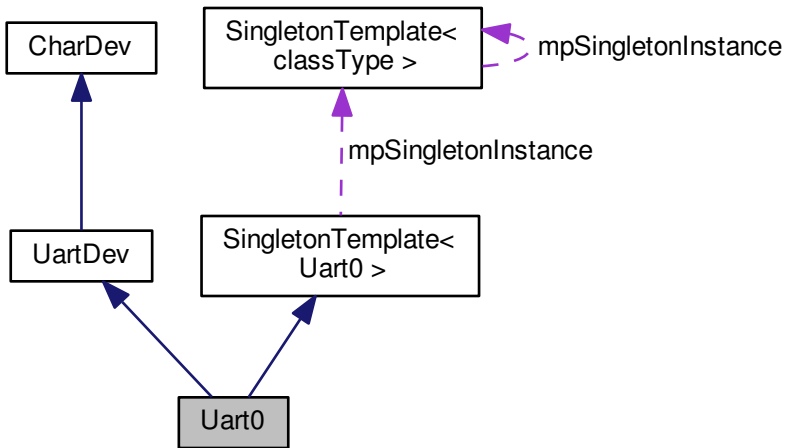 CharDev
SingletonTemplate<
classType >
mpSingletonInstance
mpSingletonInstance
UartDev
SingletonTemplate<
Uart0 >
Uart0